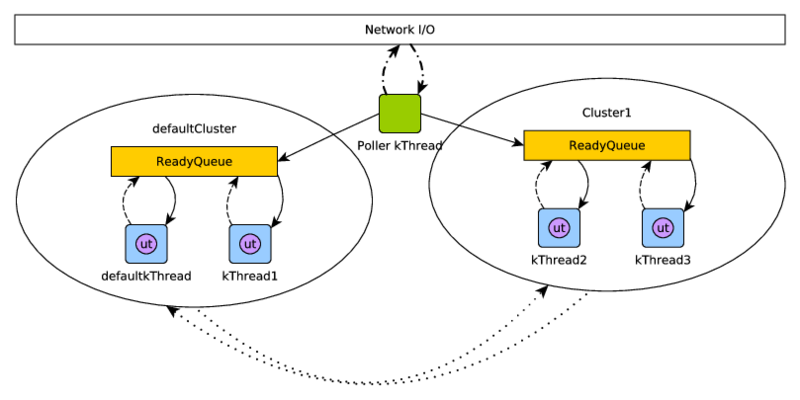 Network I/O
defaultCluster
Cluster1
Poller kThread
ReadyQueue
ReadyQueue
ut
ut
ut
ut
defaultkThread
kThread1
kThread2
kThread3